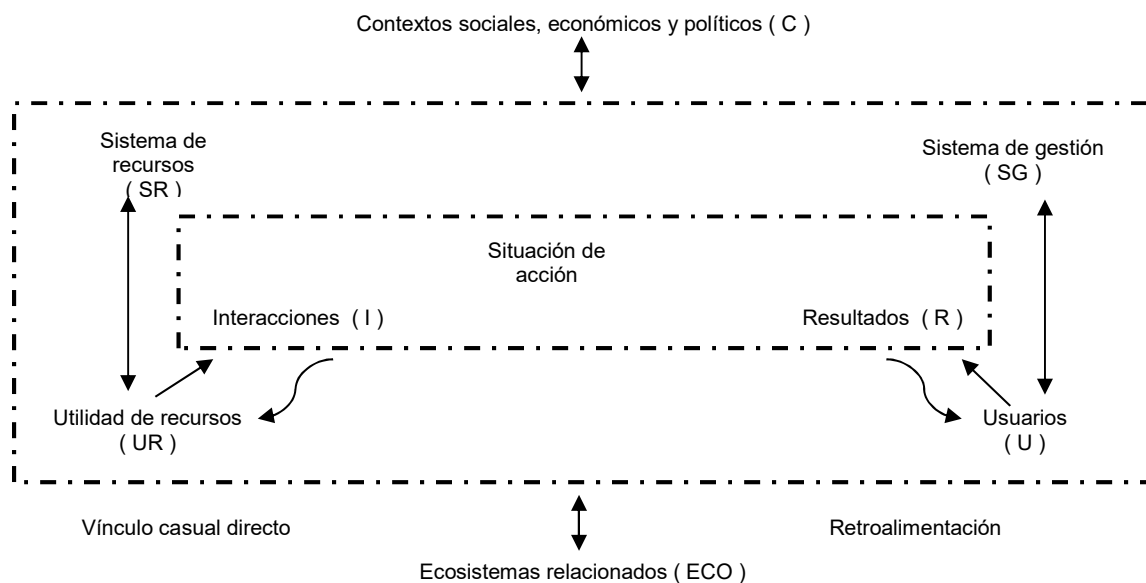 Contextos sociales, económicos y políticos ( C )
Sistema de
recursos
( SR )
Sistema de gestión
( SG )
Situación de
acción
Interacciones  ( I )
Resultados  ( R )
Utilidad de recursos
( UR )
Usuarios
( U )
Vínculo casual directo
Retroalimentación
Ecosistemas relacionados ( ECO )